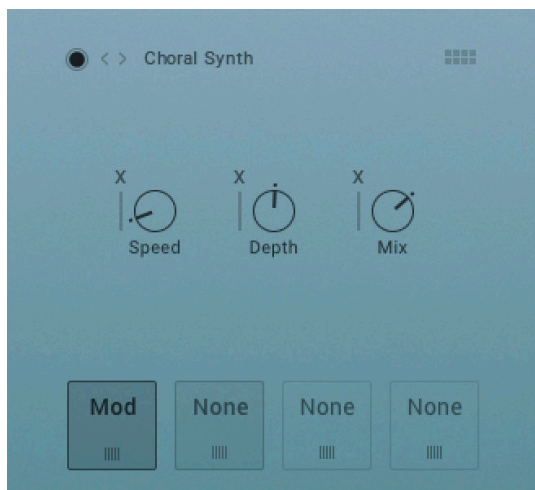 < > Choral Synth
X X X
Speed Depth Mix
Mod None None None